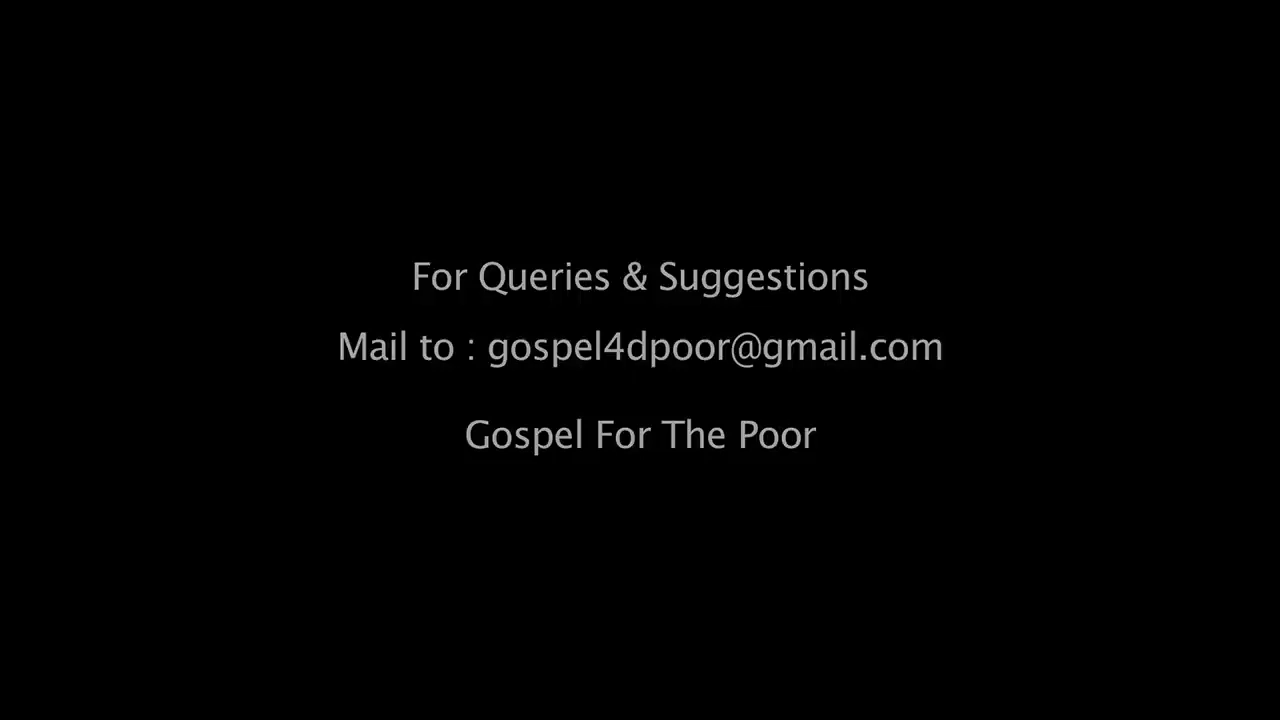 For Queries & Suggestions
Mail to : gospel4dpoor@gmail.com
Gospel For The Poor